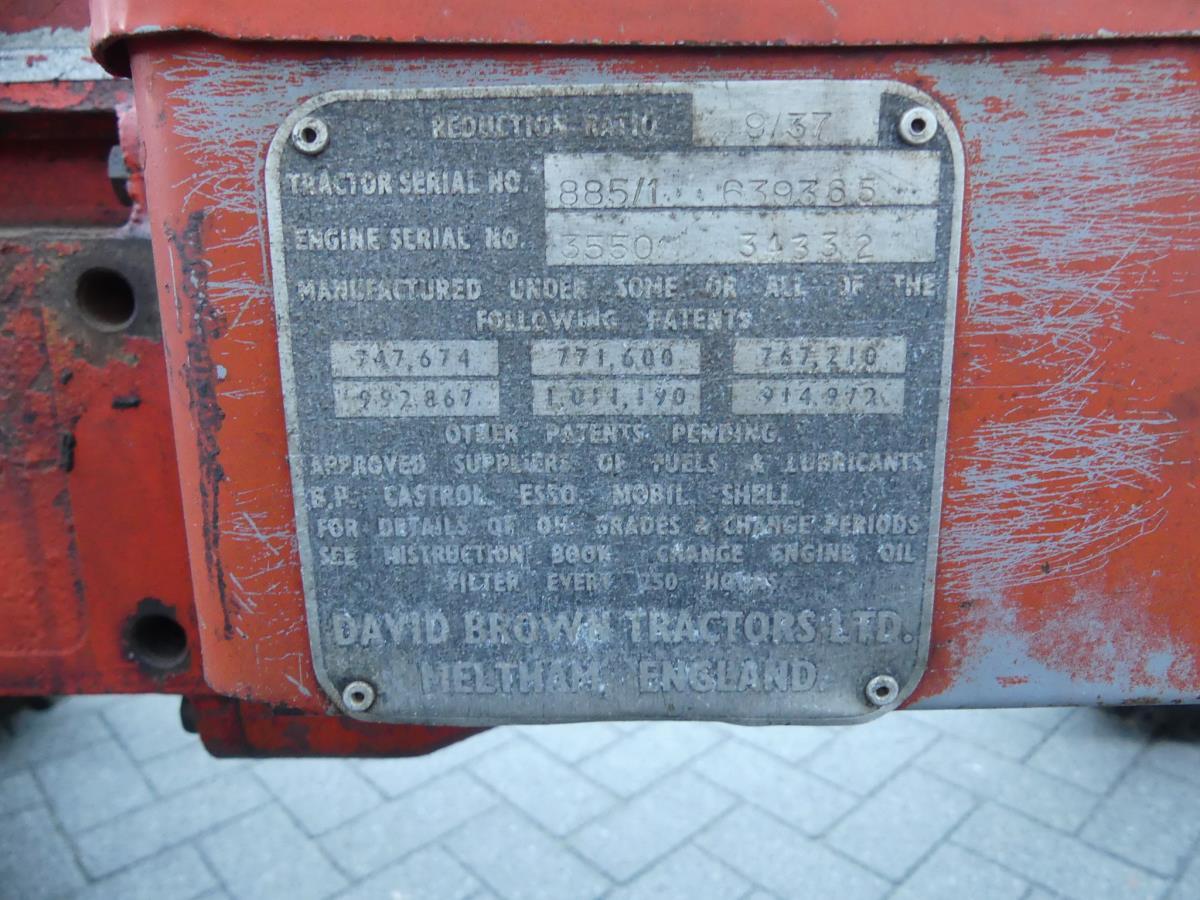 REDUCTION RATIO 9/37
TRACTOR SERIAL NO. 885/1 639365
ENGINE SERIAL NO. 3550 34332
MANUFACTURED UNDER SOME OR ALL OF THE
FOLLOWING PATENTS
747,674 771,600 767,210
992,867 1,011,190 914,972
OTHER PATENTS PENDING.
APPROVED SUPPLIERS OF FUELS & LUBRICANTS
B.P. CASTROL ESSO MOBIL SHELL.
FOR DETAILS OF OIL GRADES & CHANGE PERIODS
SEE INSTRUCTION BOOK CHANGE ENGINE OIL
FILTER EVERY 250 HOURS
DAVID BROWN TRACTORS LTD.
MELTHAM, ENGLAND.